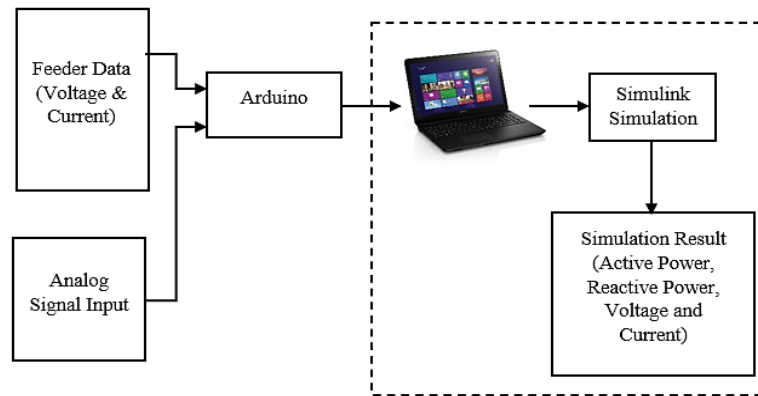 Feeder Data
(Voltage &
Current)
Arduino
Simulink
Simulation
Analog
Signal Input
Simulation Result
(Active Power,
Reactive Power,
Voltage and
Current)